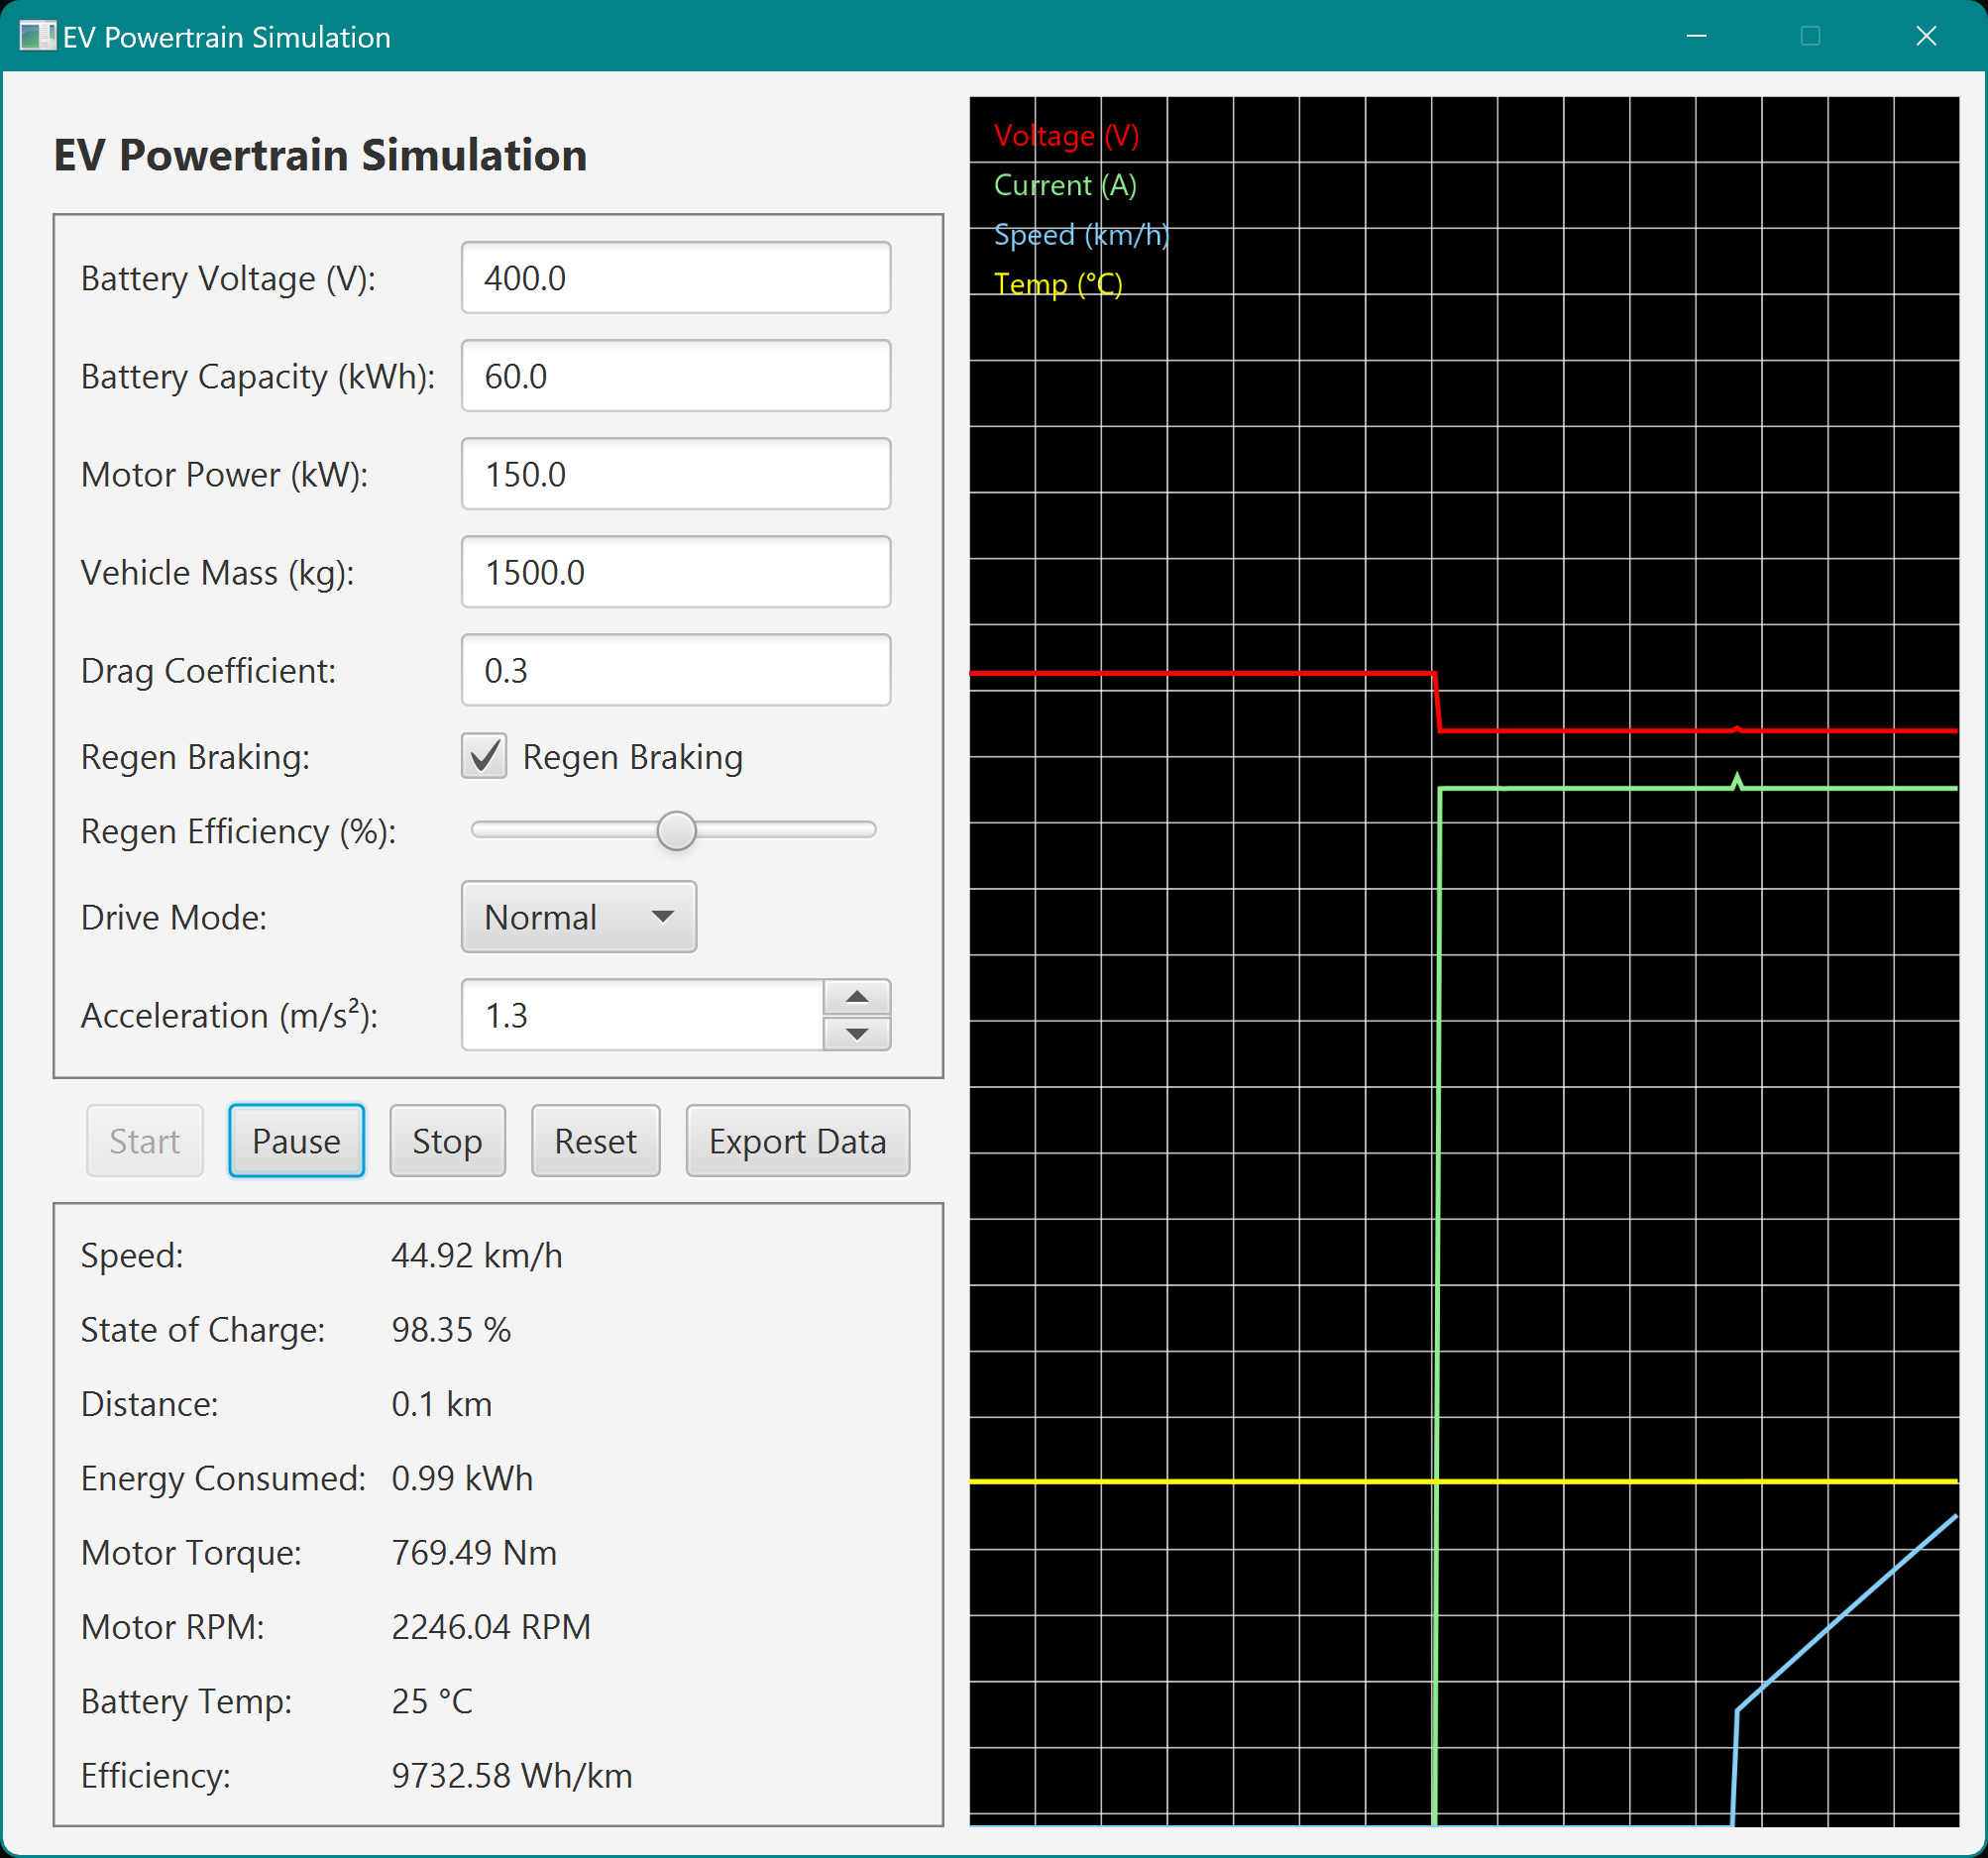 EV Powertrain Simulation
EV Powertrain Simulation
Battery Voltage (V): 400.0
Battery Capacity (kWh): 60.0
Motor Power (kW): 150.0
Vehicle Mass (kg): 1500.0
Drag Coefficient: 0.3
Regen Braking: Regen Braking
Regen Efficiency (%):
Drive Mode: Normal
Acceleration (m/s²): 1.3
Start Pause Stop Reset Export Data
Speed: 44.92 km/h
State of Charge: 98.35 %
Distance: 0.1 km
Energy Consumed: 0.99 kWh
Motor Torque: 769.49 Nm
Motor RPM: 2246.04 RPM
Battery Temp: 25 °C
Efficiency: 9732.58 Wh/km
Voltage (V)
Current (A)
Speed (km/h)
Temp (°C)